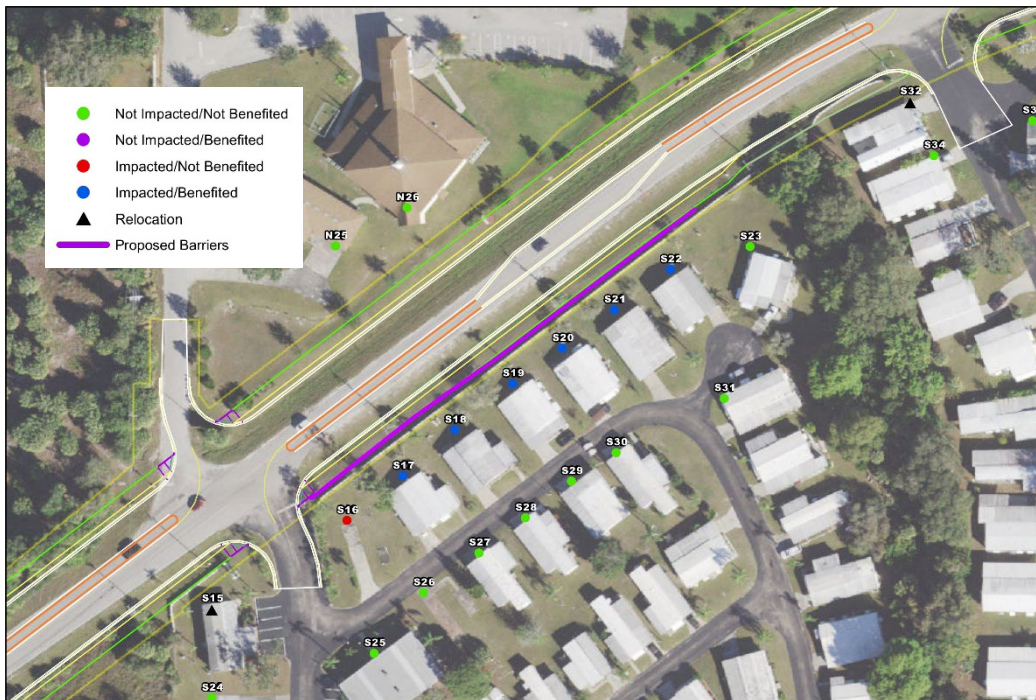 Not Impacted/Not Benefited
Not Impacted/Benefited
Impacted/Not Benefited
Impacted/Benefited
Relocation
Proposed Barriers
S32
S34
N26
N25
S23
S22
S21
S20
S19
S18
S17
S16
S31
S30
S29
S28
S27
S26
S25
S15
S24